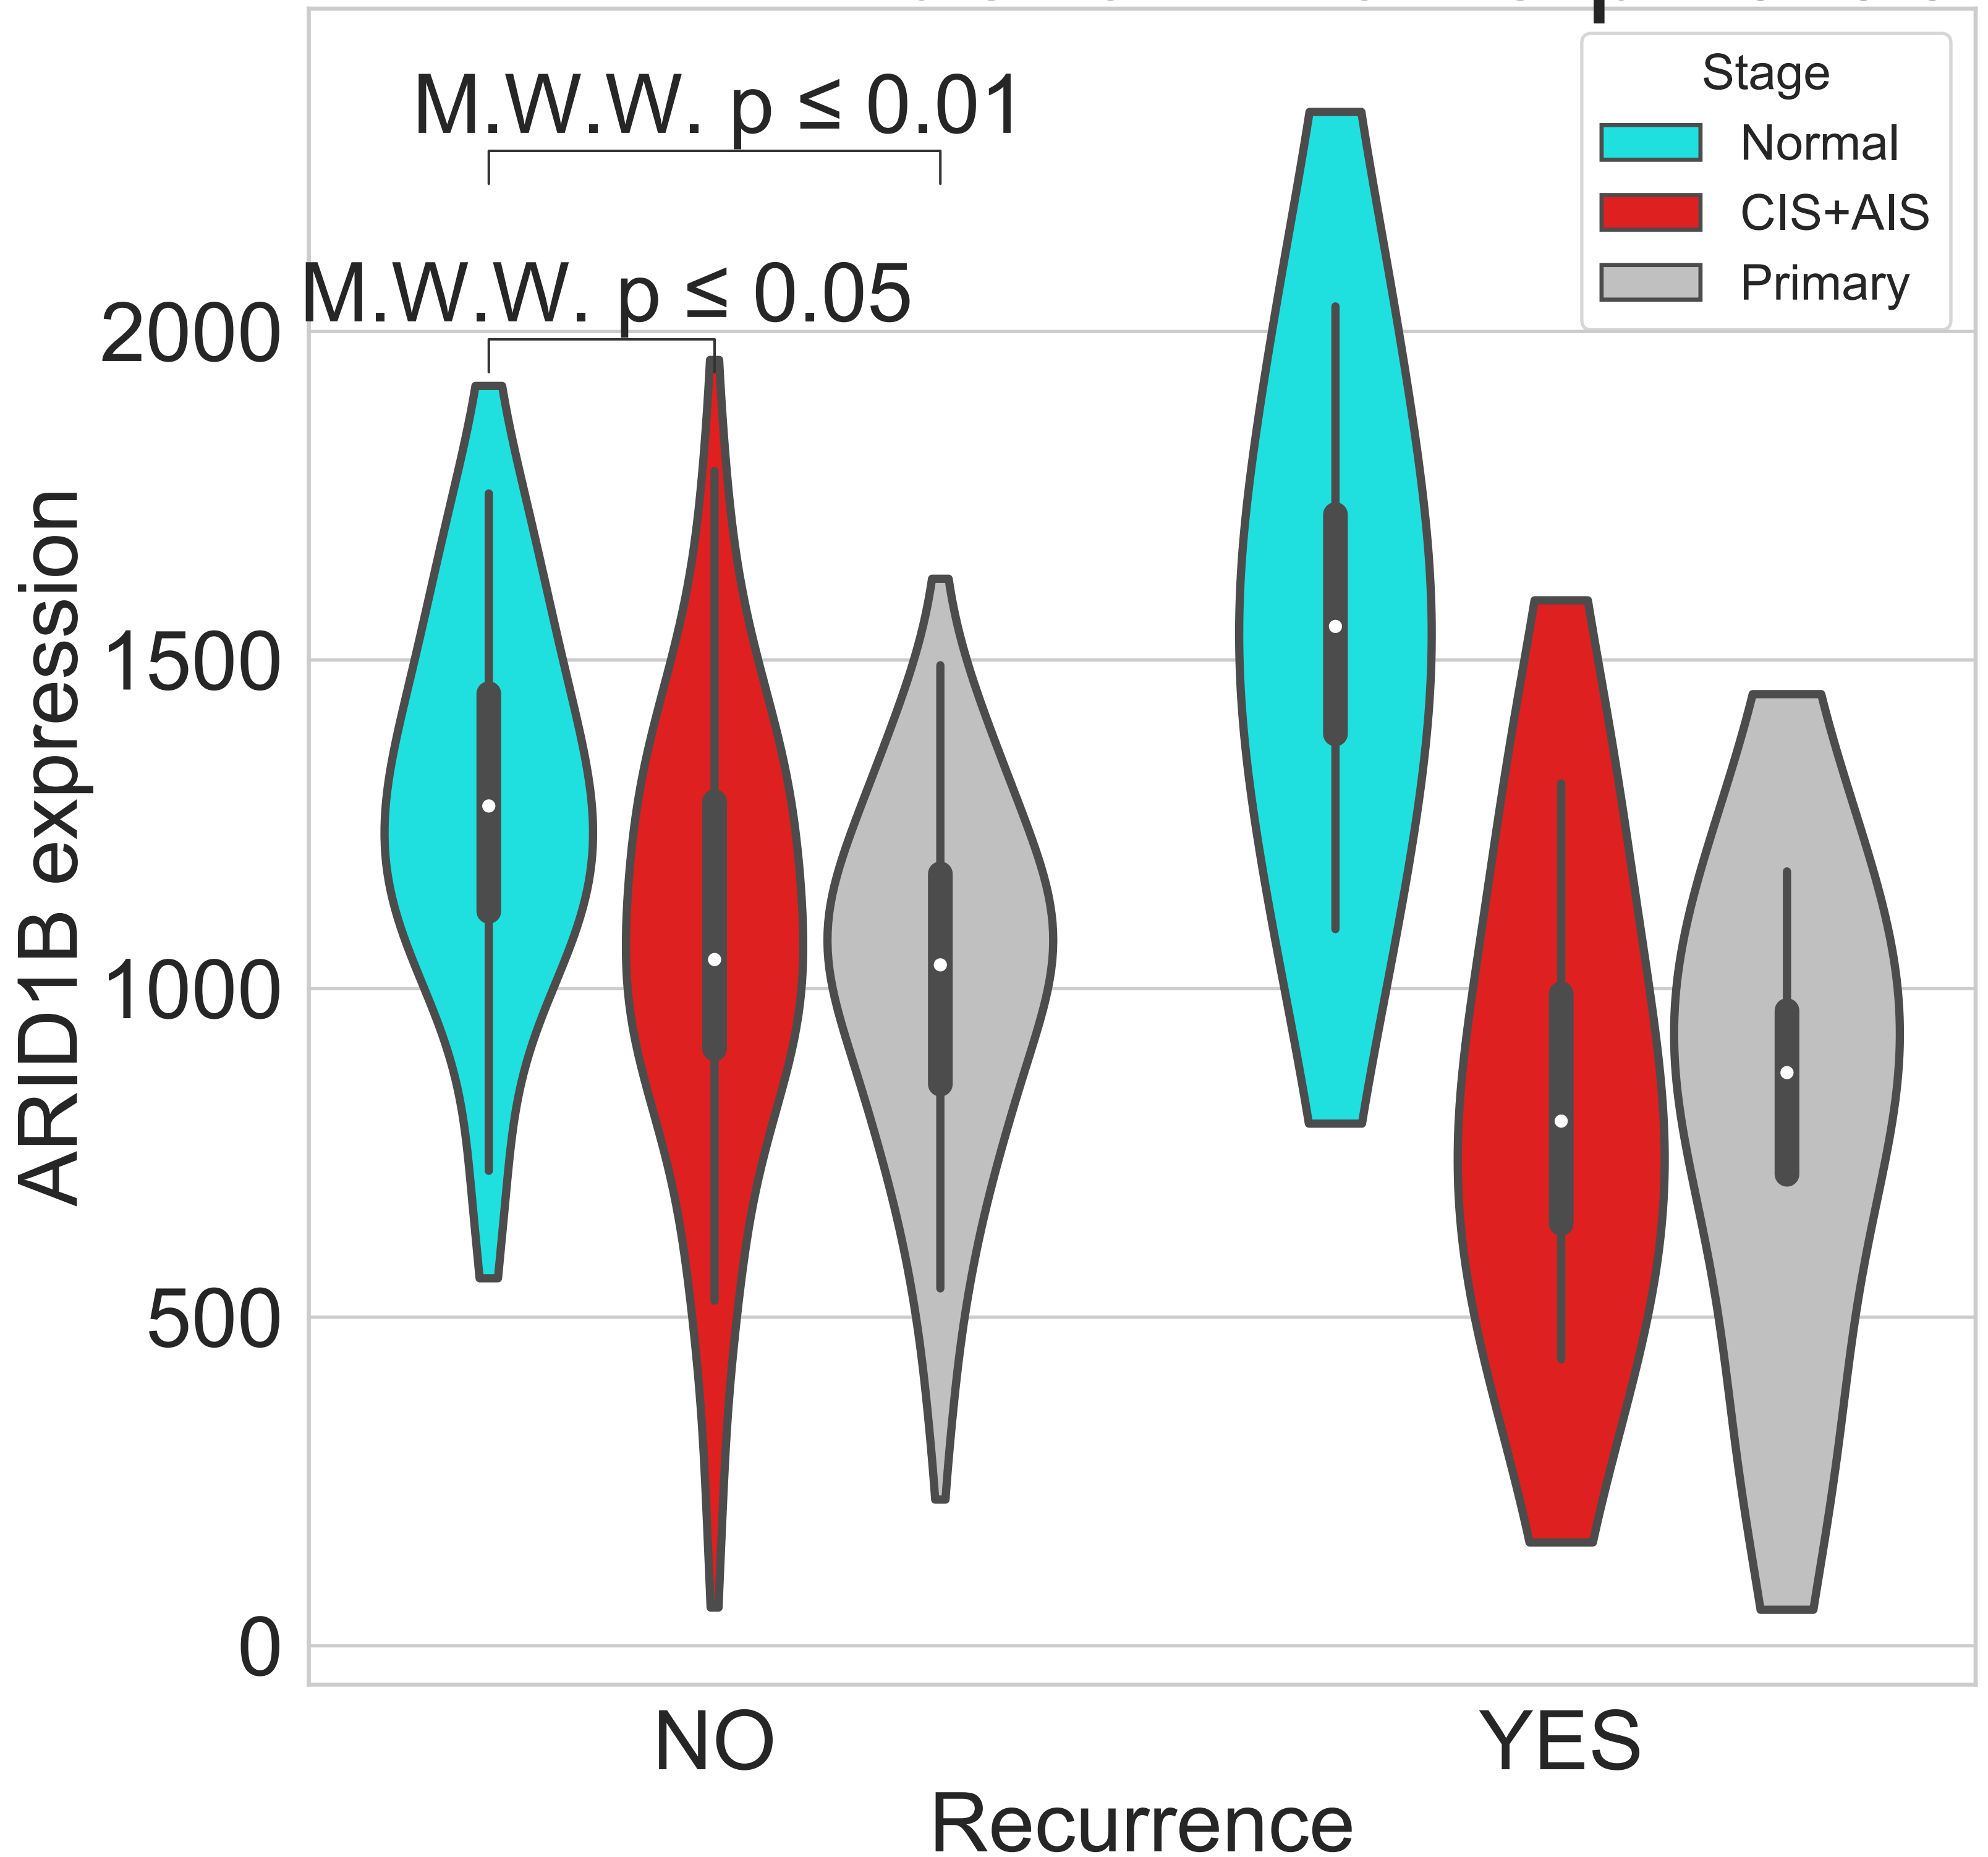 M.W.W. p ≤ 0.01
M.W.W. p ≤ 0.05
Stage
Normal
CIS+AIS
Primary
2000
1500
1000
500
0
ARID1B expression
NO
YES
Recurrence